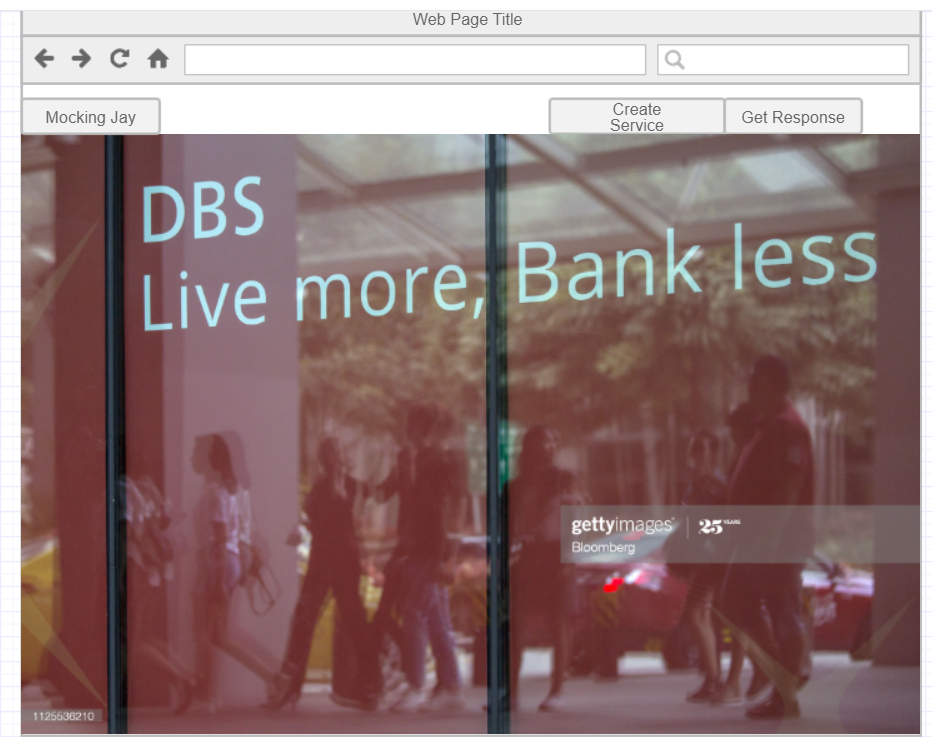 Web Page Title
Mocking Jay
Create
Service
Get Response
DBS
Live more, Bank less
gettyimages® 25 YEARS
Bloomberg
1125536210